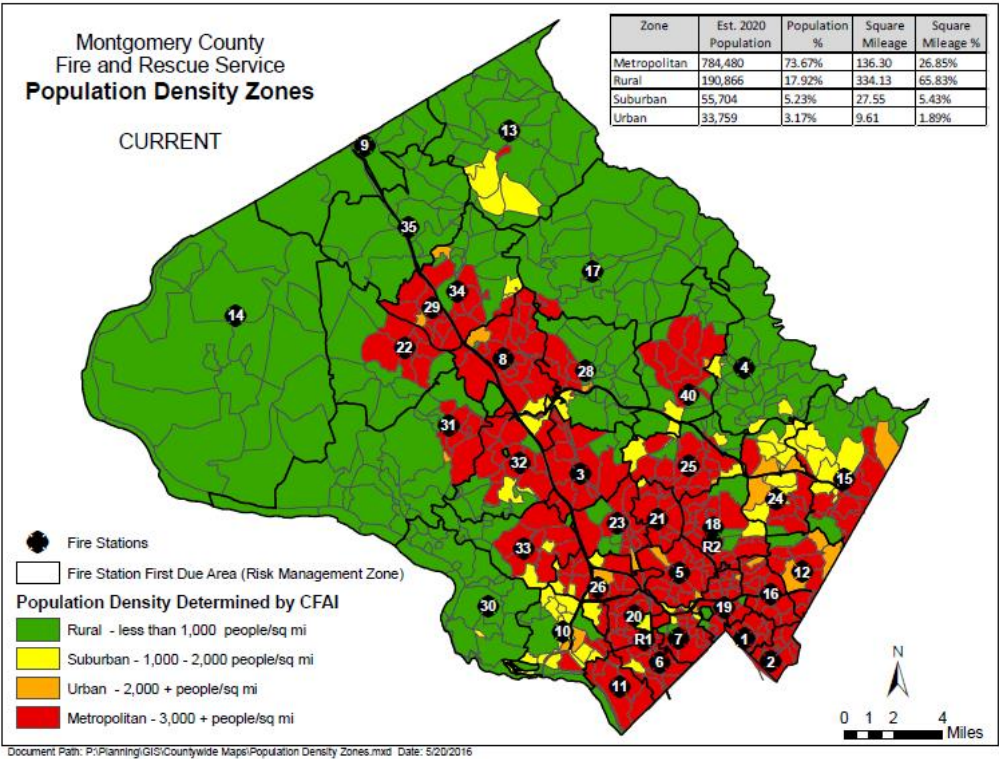 Montgomery County
Fire and Rescue Service
Population Density Zones
CURRENT
Zone Est. 2020 Population Population % Square Mileage Square Mileage %
Metropolitan 784,480 73.67% 136.30 26.85%
Rural 190,866 17.92% 334.13 65.83%
Suburban 55,704 5.23% 27.55 5.43%
Urban 33,759 3.17% 9.61 1.89%
13
9
35
17
14
34
29
22
8
28
4
40
31
32
3
25
15
24
23
21
18
R2
33
5
12
26
16
30
20
19
10
R1
7
1
6
2
11
Fire Stations
Fire Station First Due Area (Risk Management Zone)
Population Density Determined by CFAI
Rural - less than 1,000 people/sq mi
Suburban - 1,000 - 2,000 people/sq mi
Urban - 2,000 + people/sq mi
Metropolitan - 3,000 + people/sq mi
N
0 1 2 4
Miles
Document Path: P:\Planning\GIS\Countywide Maps\Population Density Zones.mxd Date: 5/20/2016